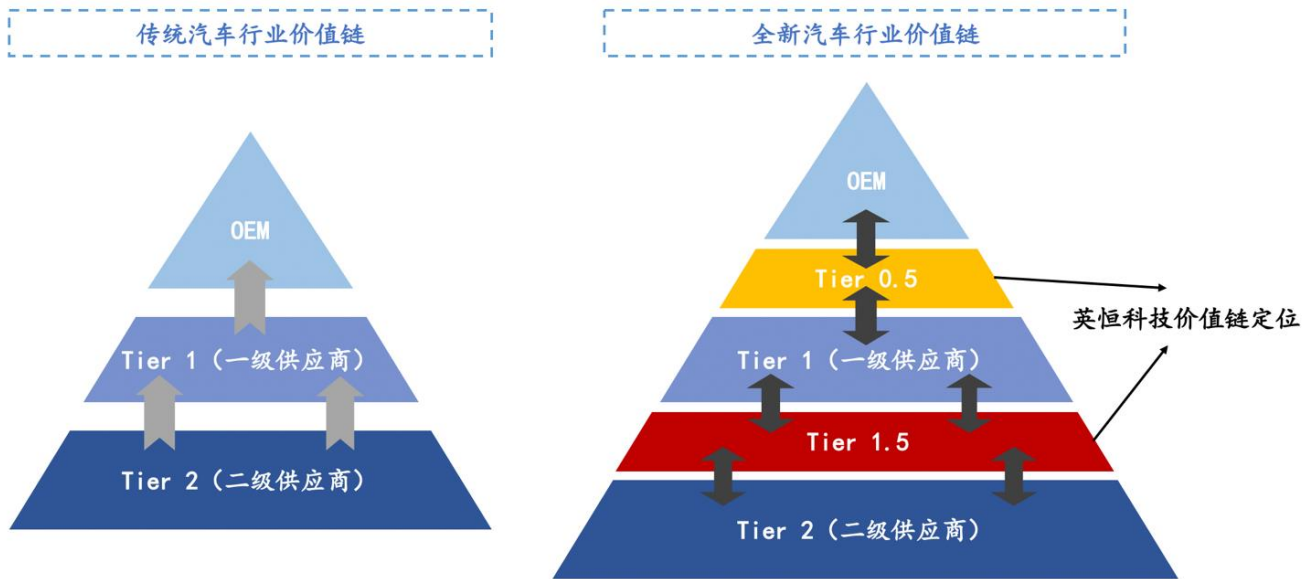 传统汽车行业价值链
OEM
Tier 1（一级供应商）
Tier 2（二级供应商）
全新汽车行业价值链
OEM
Tier 0.5
Tier 1（一级供应商）
Tier 1.5
Tier 2（二级供应商）
英恒科技价值链定位